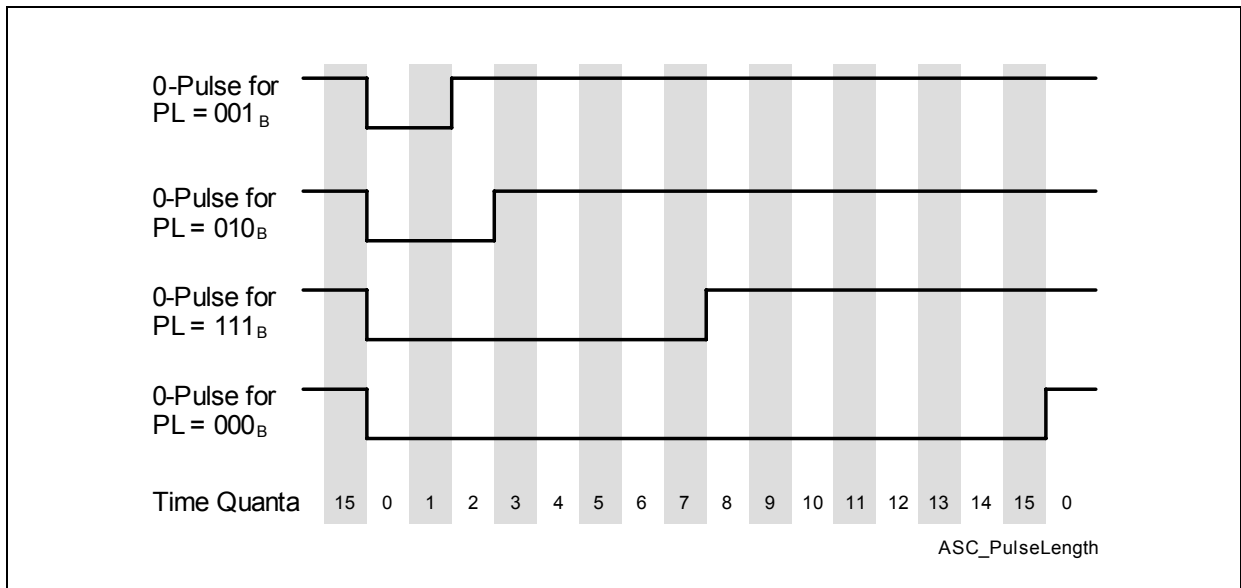 0-Pulse for
PL = 001 B
0-Pulse for
PL = 010B
0-Pulse for
PL = 111 B
0-Pulse for
PL = 000B
Time Quanta 15 0 1 2 3 4 5 6 7 8 9 10 11 12 13 14 15 0
ASC_PulseLength